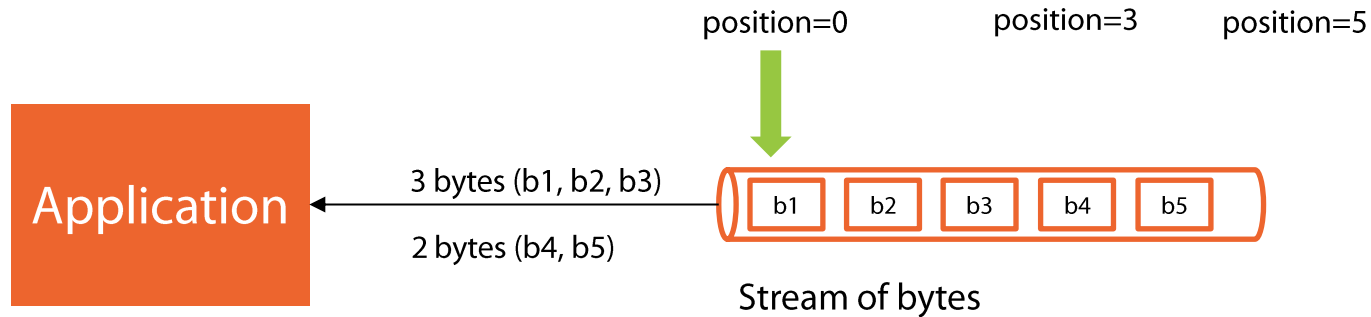 position=0
position=3
position=5
Application
3 bytes (b1, b2, b3)
2 bytes (b4, b5)
b1
b2
b3
b4
b5
Stream of bytes